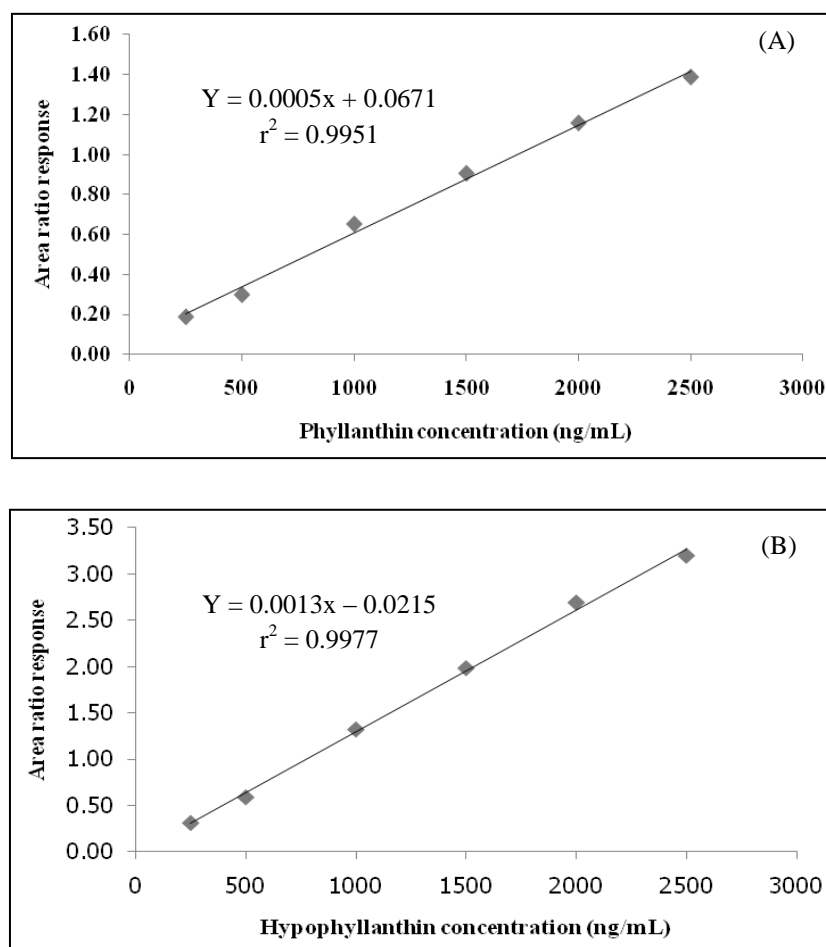 (A)
1.60
1.40
1.20
1.00
0.80
0.60
0.40
0.20
0.00
Area ratio response
Y = 0.0005x + 0.0671
r² = 0.9951
0 500 1000 1500 2000 2500 3000
Phyllanthin concentration (ng/mL)
(B)
3.50
3.00
2.50
2.00
1.50
1.00
0.50
0.00
Area ratio response
Y = 0.0013x – 0.0215
r² = 0.9977
0 500 1000 1500 2000 2500 3000
Hypophyllanthin concentration (ng/mL)